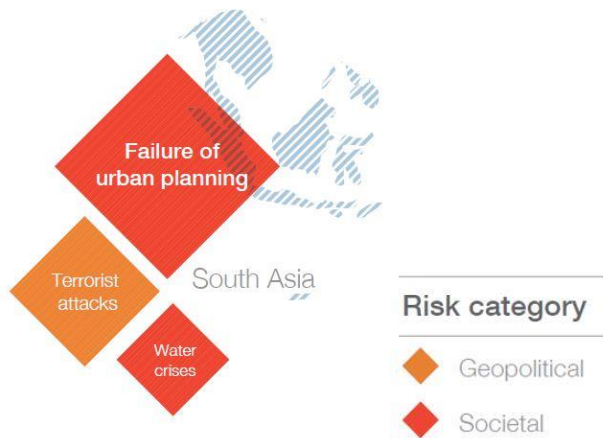 Failure of
urban planning
Terrorist
attacks
South Asia
Water
crises
Risk category
Geopolitical
Societal